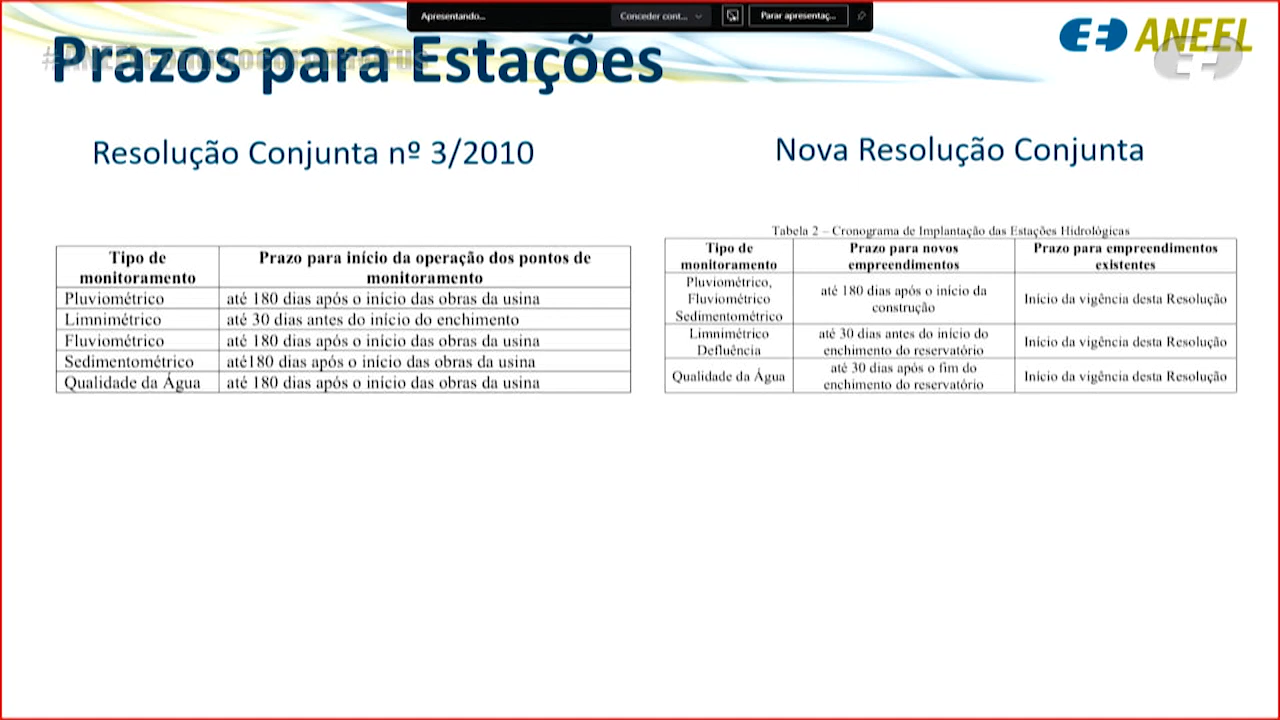 Apresentando...
Conceder cont...
Parar apresentaç...
ANEEL
Prazos para Estações
Resolução Conjunta nº 3/2010
Nova Resolução Conjunta
Tipo de monitoramento
Prazo para início da operação dos pontos de monitoramento
Pluviométrico
até 180 dias após o início das obras da usina
Limnimétrico
até 30 dias antes do início do enchimento
Fluviométrico
até 180 dias após o início das obras da usina
Sedimentométrico
até180 dias após o início das obras da usina
Qualidade da Água
até 180 dias após o início das obras da usina
Tabela 2 – Cronograma de Implantação das Estações Hidrológicas
Tipo de monitoramento
Prazo para novos empreendimentos
Prazo para empreendimentos existentes
Pluviométrico,
Fluviométrico
Sedimentométrico
até 180 dias após o início da construção
Início da vigência desta Resolução
Limnimétrico
Defluência
até 30 dias antes do início do enchimento do reservatório
Início da vigência desta Resolução
Qualidade da Água
até 30 dias após o fim do enchimento do reservatório
Início da vigência desta Resolução